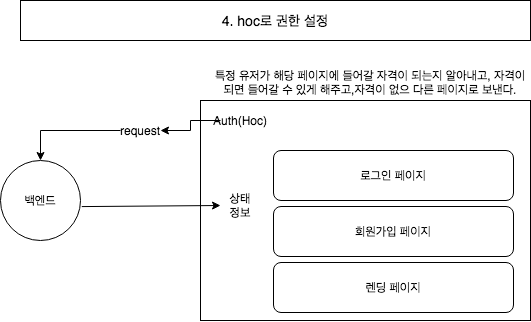 4. hoc로 권한 설정
특정 유저가 해당 페이지에 들어갈 자격이 되는지 알아내고, 자격이
되면 들어갈 수 있게 해주고,자격이 없으 다른 페이지로 보낸다.
Auth(Hoc)
request
로그인 페이지
백엔드
상태
정보
회원가입 페이지
렌딩 페이지